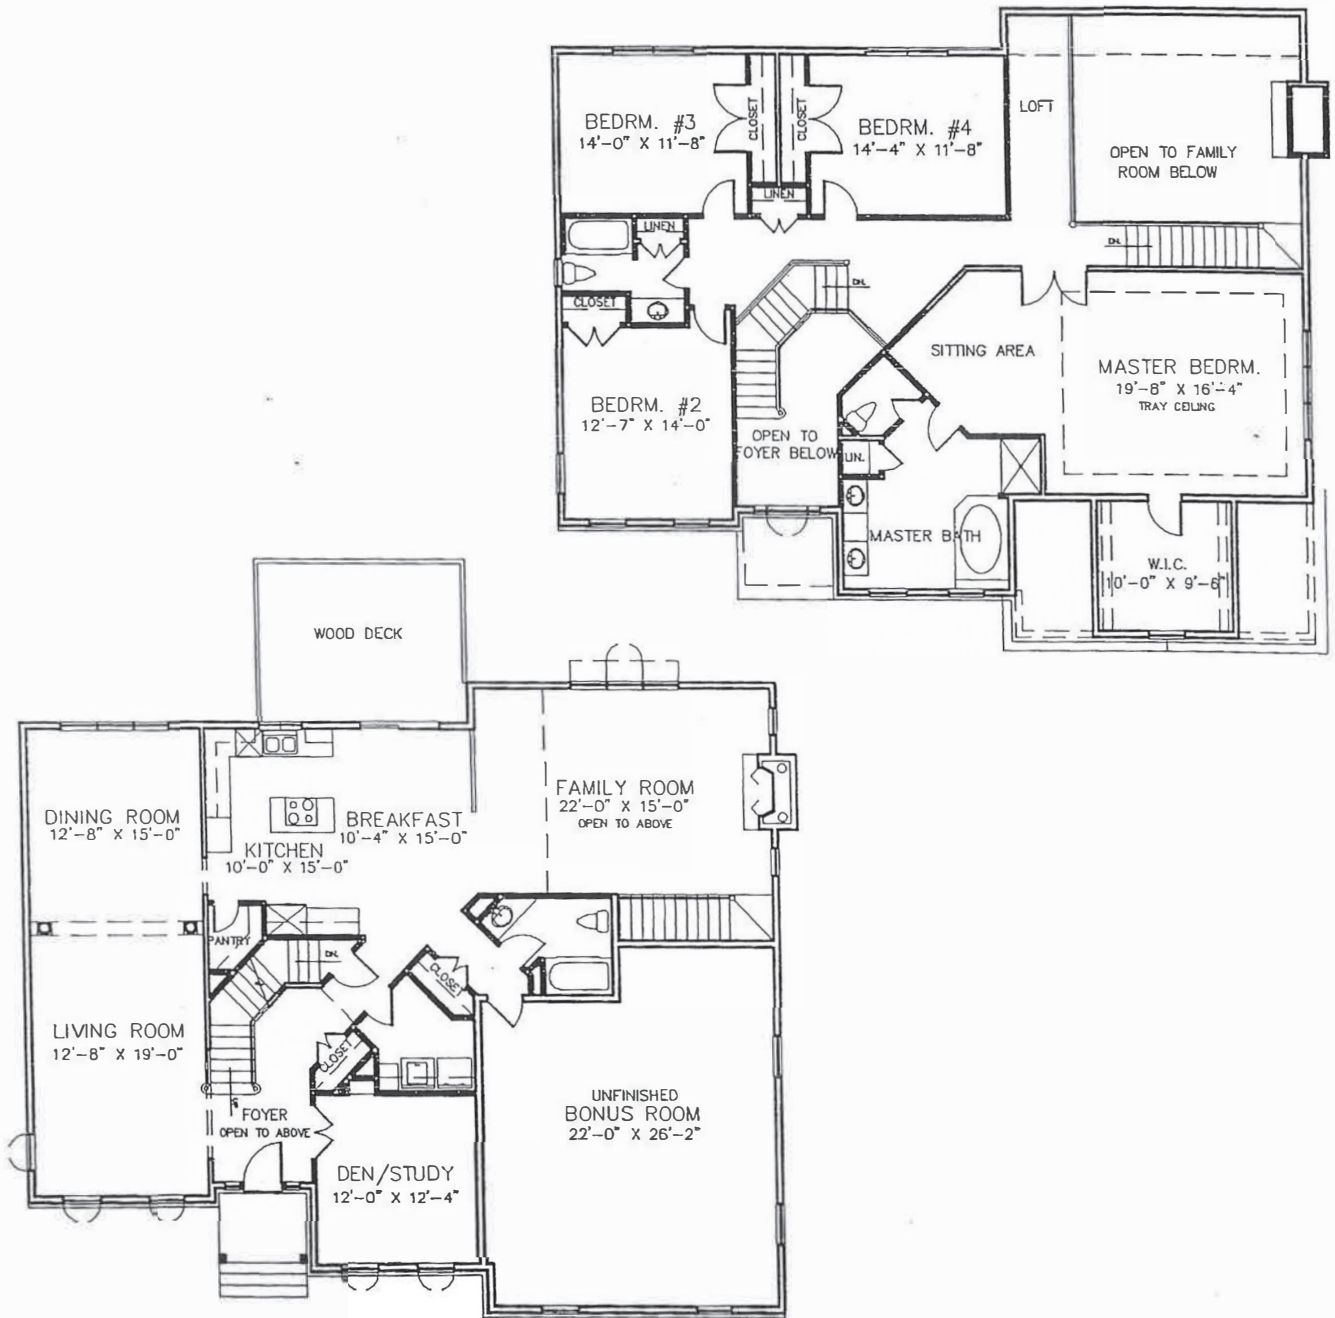 BEDRM. #3
14'-0" X 11'-8"
CLOSET
CLOSET
BEDRM. #4
14'-4" X 11'-8"
LOFT
OPEN TO FAMILY
ROOM BELOW
LINEN
LINEN
DN.
CLOSET
DN.
SITTING AREA
MASTER BEDRM.
19'-8" X 16'-4"
TRAY CEILING
BEDRM. #2
12'-7" X 14'-0"
OPEN TO
FOYER BELOW
LIN.
MASTER BATH
W.I.C.
10'-0" X 9'-6"
WOOD DECK
DINING ROOM
12'-8" X 15'-0"
KITCHEN
10'-0" X 15'-0"
BREAKFAST
10'-4" X 15'-0"
FAMILY ROOM
22'-0" X 15'-0"
OPEN TO ABOVE
PANTRY
DN.
CLOSET
LIVING ROOM
12'-8" X 19'-0"
CLOSET
FOYER
OPEN TO ABOVE
DEN/STUDY
12'-0" X 12'-4"
UNFINISHED
BONUS ROOM
22'-0" X 26'-2"